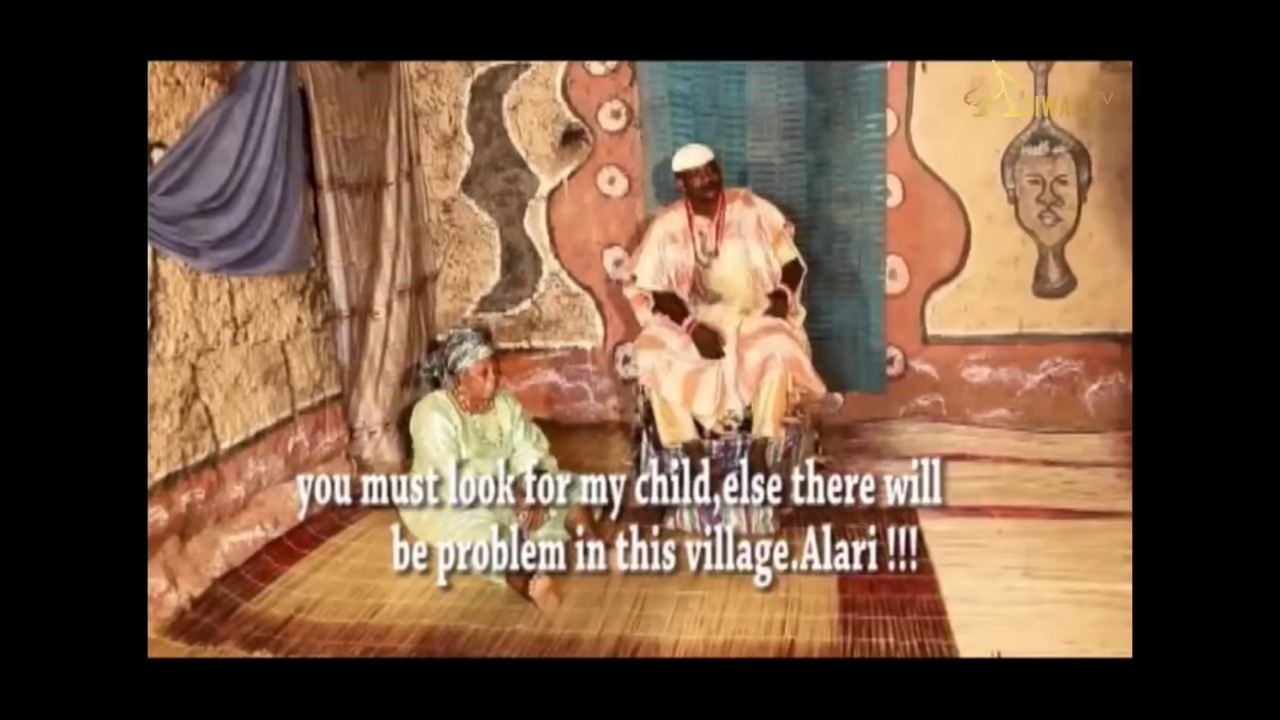 you must look for my child,else there will
be problem in this village.Alari !!!